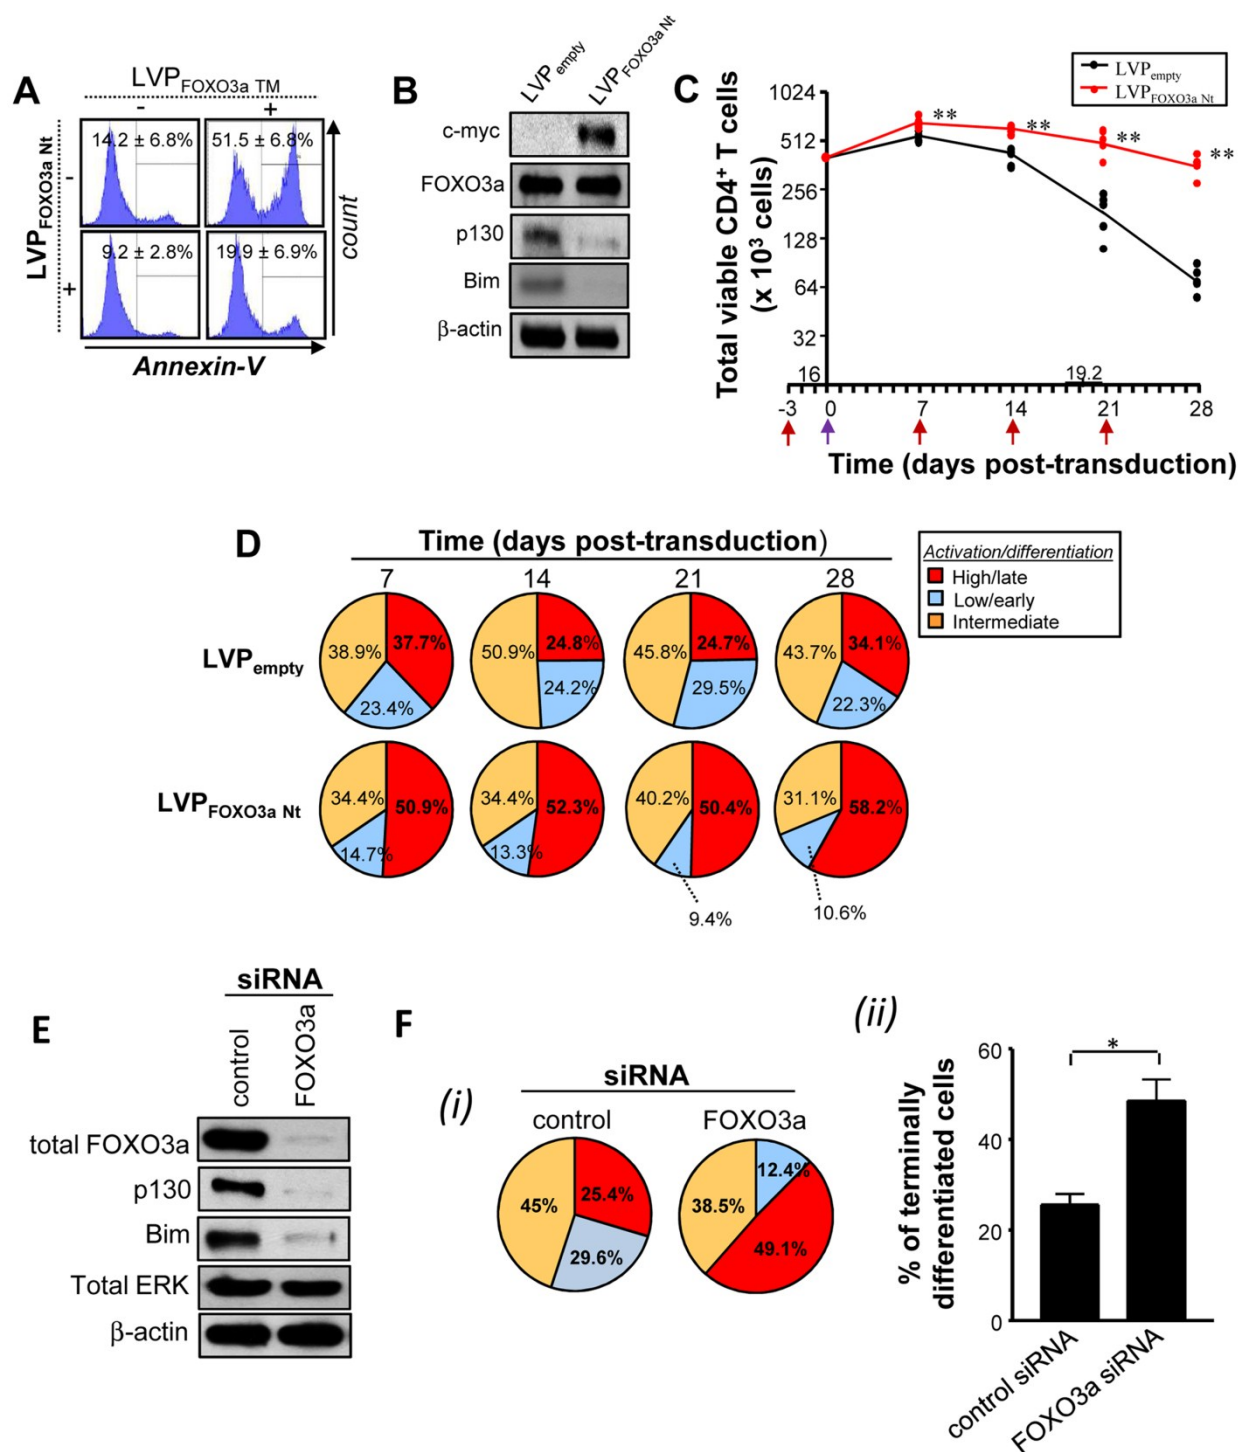 A
LVP FOXO3a TM
- +
LVP FOXO3a Nt
-
+
14.2 ± 6.8%
51.5 ± 6.8%
9.2 ± 2.8%
19.9 ± 6.9%
count
Annexin-V
B
LVPempty
LVPFOXO3a Nt
c-myc
FOXO3a
p130
Bim
β-actin
C
LVPempty
LVPFOXO3a Nt
Total viable CD4+ T cells
(x 10³ cells)
1024
512
256
128
64
32
16
** ** ** **
19.2
-3 0 7 14 21 28
Time (days post-transduction)
D
Time (days post-transduction)
7 14 21 28
Activation/differentiation
High/late
Low/early
Intermediate
LVPempty
38.9% 37.7% 23.4%
50.9% 24.8% 24.2%
45.8% 24.7% 29.5%
43.7% 34.1% 22.3%
LVPFOXO3a Nt
34.4% 50.9% 14.7%
34.4% 52.3% 13.3%
40.2% 50.4% 9.4%
31.1% 58.2% 10.6%
E
siRNA
control
FOXO3a
total FOXO3a
p130
Bim
Total ERK
β-actin
F
(i)
siRNA
control
FOXO3a
45% 25.4% 29.6%
38.5% 12.4% 49.1%
(ii)
% of terminally
differentiated cells
60
40
20
0
*
control siRNA
FOXO3a siRNA